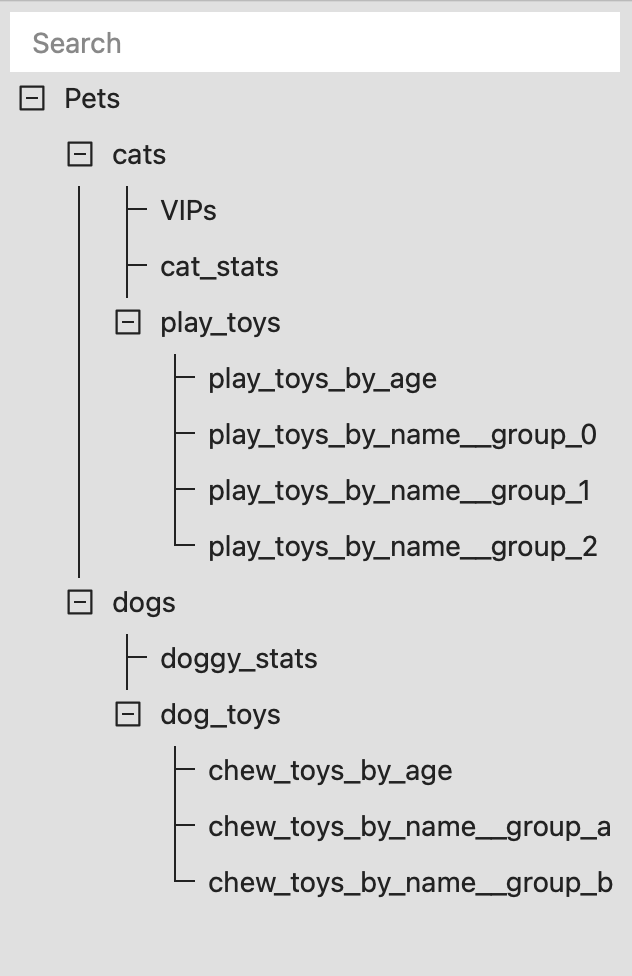 Search
Pets
cats
VIPs
cat_stats
play_toys
play_toys_by_age
play_toys_by_name__group_0
play_toys_by_name__group_1
play_toys_by_name__group_2
dogs
doggy_stats
dog_toys
chew_toys_by_age
chew_toys_by_name__group_a
chew_toys_by_name__group_b